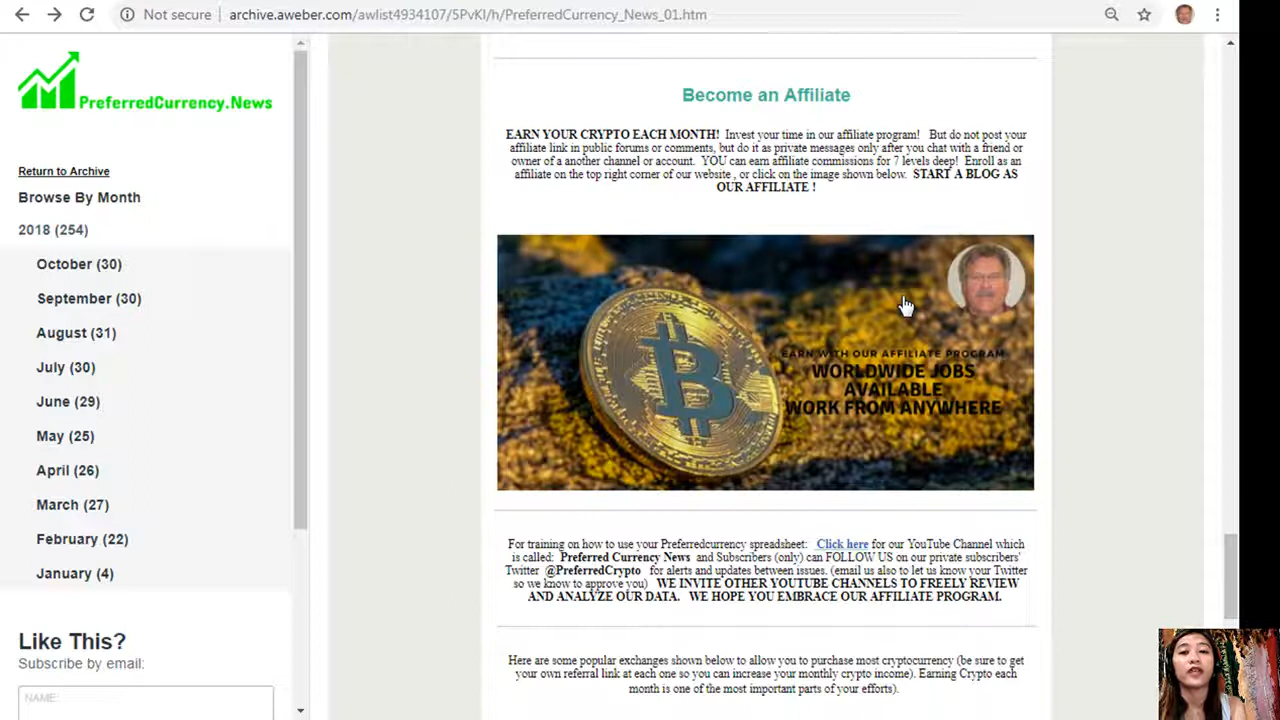 Not secure archive.aweber.com/awlist4934107/5PvKI/h/PreferredCurrency_News_01.htm
PreferredCurrency.News
Return to Archive
Browse By Month
2018 (254)
October (30)
September (30)
August (31)
July (30)
June (29)
May (25)
April (26)
March (27)
February (22)
January (4)
Like This?
Subscribe by email:
NAME:
Become an Affiliate
EARN YOUR CRYPTO EACH MONTH! Invest your time in our affiliate program! But do not post your
affiliate link in public forums or comments, but do it as private messages only after you chat with a friend or
owner of a another channel or account. YOU can earn affiliate commissions for 7 levels deep! Enroll as an
affiliate on the top right corner of our website , or click on the image shown below. START A BLOG AS
OUR AFFILIATE !
EARN WITH OUR AFFILIATE PROGRAM
WORLDWIDE JOBS
AVAILABLE
WORK FROM ANYWHERE
For training on how to use your Preferredcurrency spreadsheet: Click here for our YouTube Channel which
is called: Preferred Currency News and Subscribers (only) can FOLLOW US on our private subscribers'
Twitter @PreferredCrypto for alerts and updates between issues. (email us also to let us know your Twitter
so we know to approve you) WE INVITE OTHER YOUTUBE CHANNELS TO FREELY REVIEW
AND ANALYZE OUR DATA. WE HOPE YOU EMBRACE OUR AFFILIATE PROGRAM.
Here are some popular exchanges shown below to allow you to purchase most cryptocurrency (be sure to get
your own referral link at each one so you can increase your monthly crypto income). Earning Crypto each
month is one of the most important parts of your efforts).